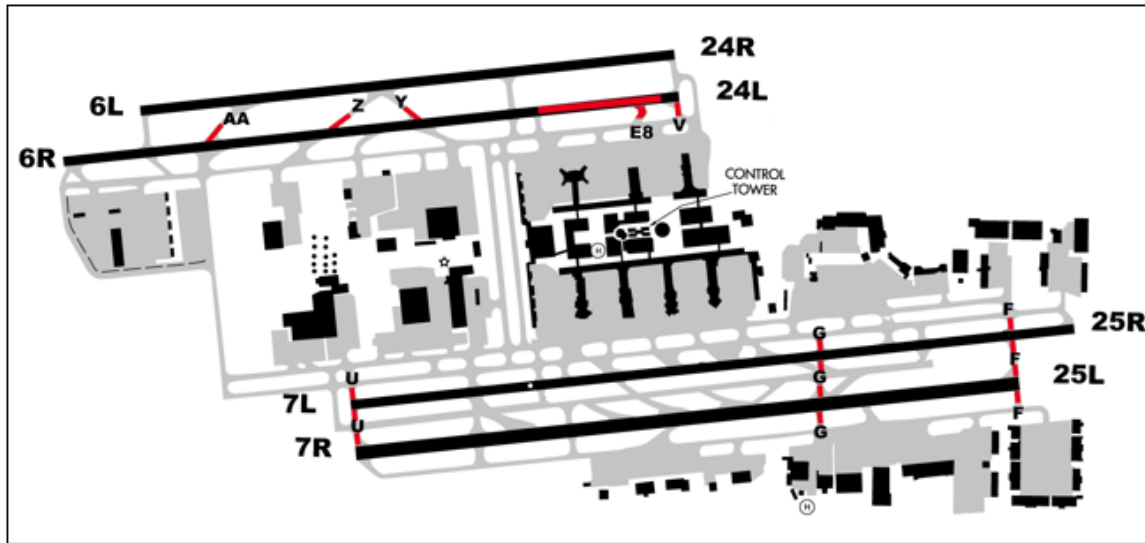 24R
6L
24L
AA
Z
Y
6R
E8
V
CONTROL
TOWER
H
F
G
25R
U
G
F
25L
7L
U
G
F
7R
H